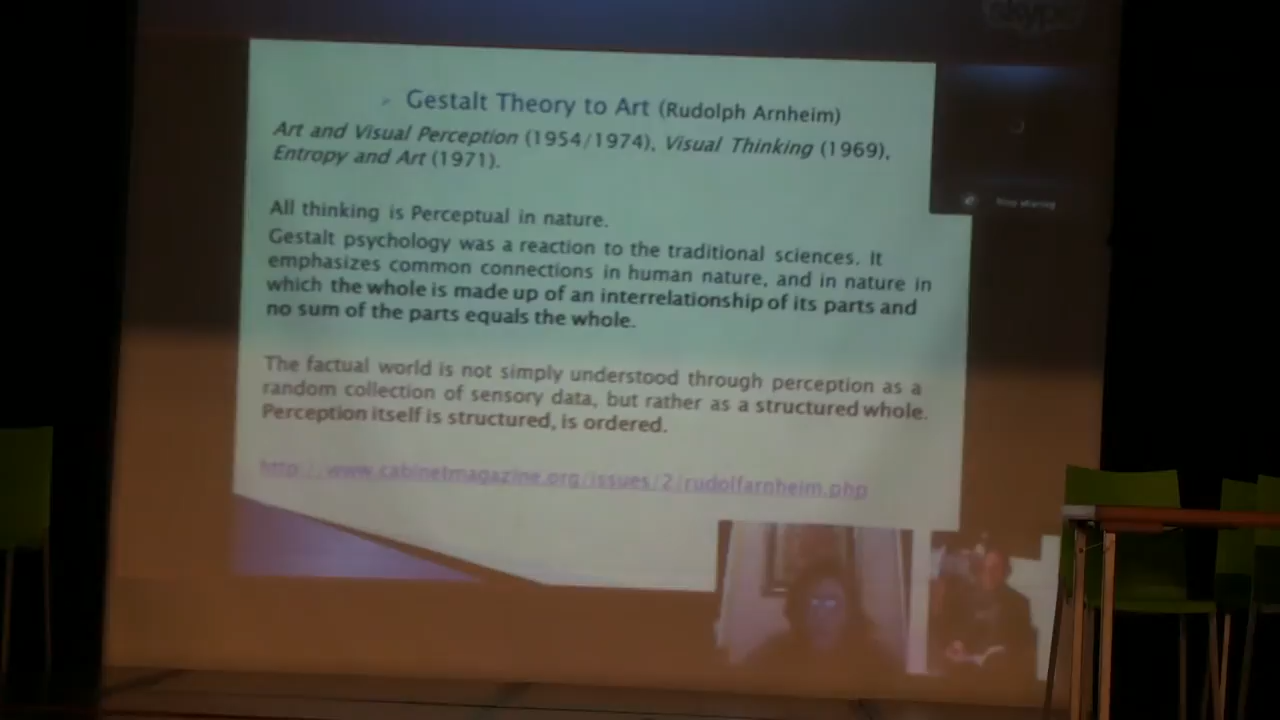 skype
Gestalt Theory to Art (Rudolph Arnheim)
Art and Visual Perception (1954/1974), Visual Thinking (1969),
Entropy and Art (1971).
Stop sharing
All thinking is Perceptual in nature.
Gestalt psychology was a reaction to the traditional sciences. It
emphasizes common connections in human nature, and in nature in
which the whole is made up of an interrelationship of its parts and
no sum of the parts equals the whole.
The factual world is not simply understood through perception as a
random collection of sensory data, but rather as a structured whole.
Perception itself is structured, is ordered.
http://www.cabinetmagazine.org/issues/2/rudolfarnheim.php